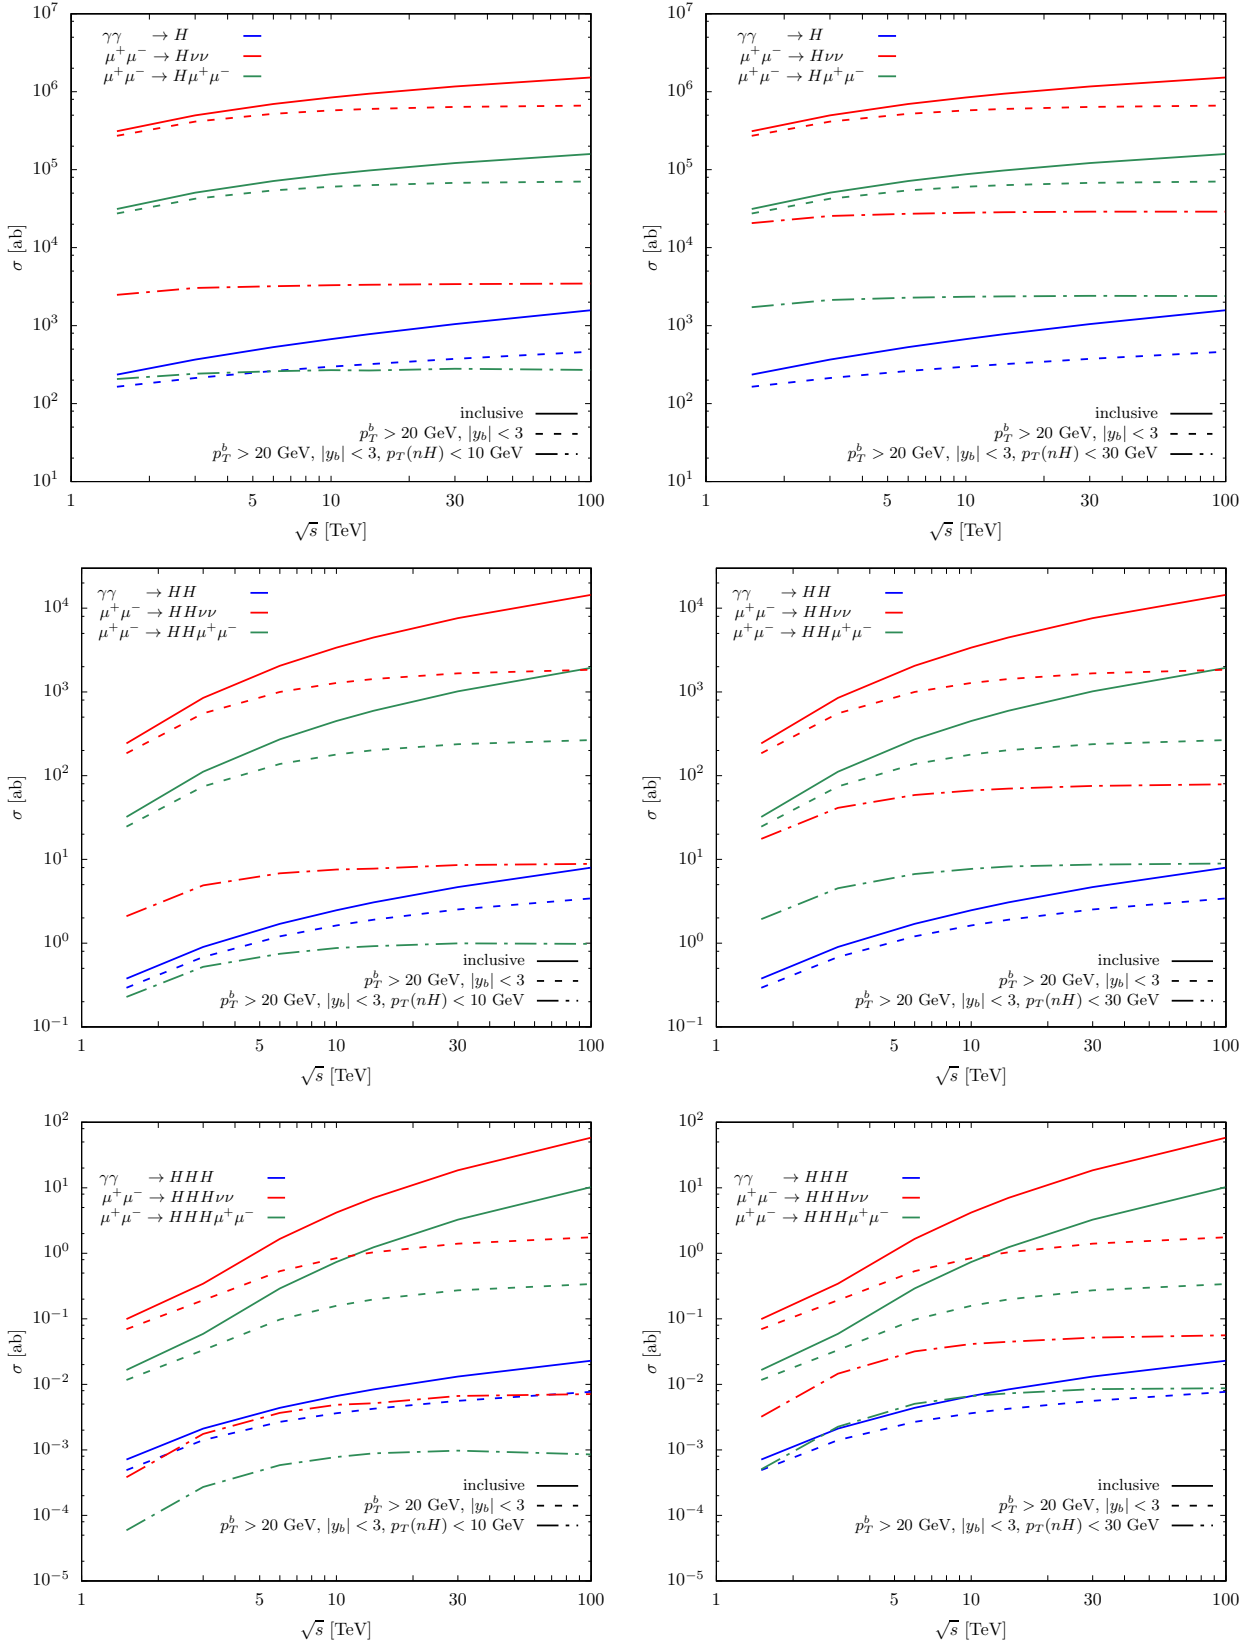 10^7
10^6
10^5
10^4
10^3
10^2
10^1
σ [ab]
γγ → H
μ^+μ^- → Hνν
μ^+μ^- → Hμ^+μ^-
inclusive
p_T^b > 20 GeV, |y_b| < 3
p_T^b > 20 GeV, |y_b| < 3, p_T(nH) < 10 GeV
1 5 10 30 100
√s [TeV]
10^7
10^6
10^5
10^4
10^3
10^2
10^1
σ [ab]
γγ → H
μ^+μ^- → Hνν
μ^+μ^- → Hμ^+μ^-
inclusive
p_T^b > 20 GeV, |y_b| < 3
p_T^b > 20 GeV, |y_b| < 3, p_T(nH) < 30 GeV
1 5 10 30 100
√s [TeV]
10^4
10^3
10^2
10^1
10^0
10^-1
σ [ab]
γγ → HH
μ^+μ^- → HHνν
μ^+μ^- → HHμ^+μ^-
inclusive
p_T^b > 20 GeV, |y_b| < 3
p_T^b > 20 GeV, |y_b| < 3, p_T(nH) < 10 GeV
1 5 10 30 100
√s [TeV]
10^4
10^3
10^2
10^1
10^0
10^-1
σ [ab]
γγ → HH
μ^+μ^- → HHνν
μ^+μ^- → HHμ^+μ^-
inclusive
p_T^b > 20 GeV, |y_b| < 3
p_T^b > 20 GeV, |y_b| < 3, p_T(nH) < 30 GeV
1 5 10 30 100
√s [TeV]
10^2
10^1
10^0
10^-1
10^-2
10^-3
10^-4
10^-5
σ [ab]
γγ → HHH
μ^+μ^- → HHHνν
μ^+μ^- → HHHμ^+μ^-
inclusive
p_T^b > 20 GeV, |y_b| < 3
p_T^b > 20 GeV, |y_b| < 3, p_T(nH) < 10 GeV
1 5 10 30 100
√s [TeV]
10^2
10^1
10^0
10^-1
10^-2
10^-3
10^-4
10^-5
σ [ab]
γγ → HHH
μ^+μ^- → HHHνν
μ^+μ^- → HHHμ^+μ^-
inclusive
p_T^b > 20 GeV, |y_b| < 3
p_T^b > 20 GeV, |y_b| < 3, p_T(nH) < 30 GeV
1 5 10 30 100
√s [TeV]